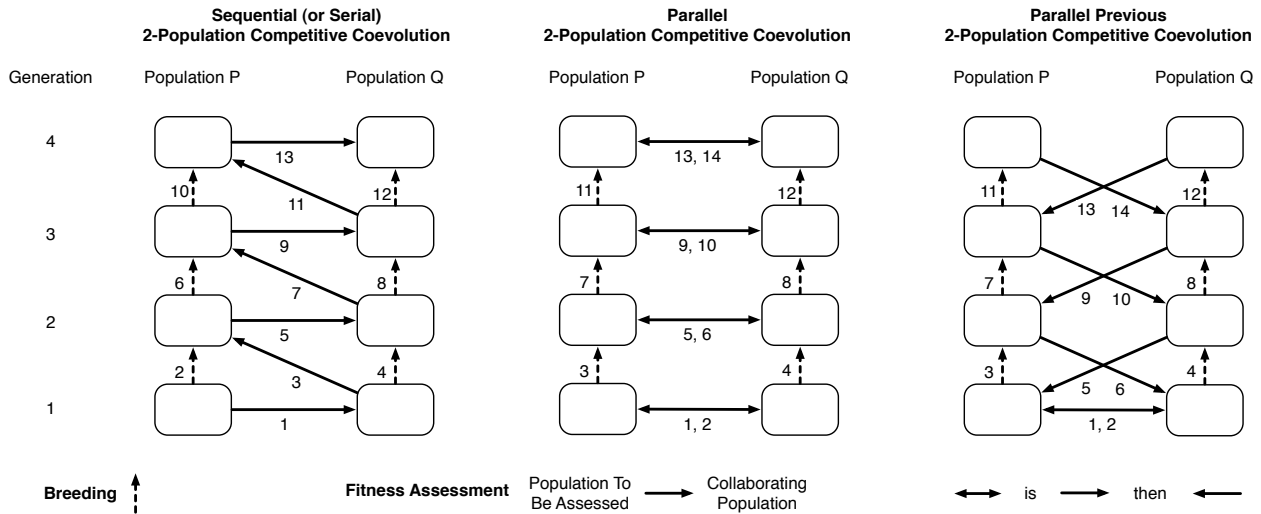 Sequential (or Serial)
2-Population Competitive Coevolution
Parallel
2-Population Competitive Coevolution
Parallel Previous
2-Population Competitive Coevolution
Generation
Population P
Population Q
Population P
Population Q
Population P
Population Q
4
13
13, 14
10
11
12
11
12
11
13
14
12
3
9
9, 10
6
7
8
7
8
7
9
10
8
2
5
5, 6
2
3
4
3
4
3
5
6
4
1
1
1, 2
1, 2
Breeding
Fitness Assessment
Population To
Be Assessed
Collaborating
Population
is
then